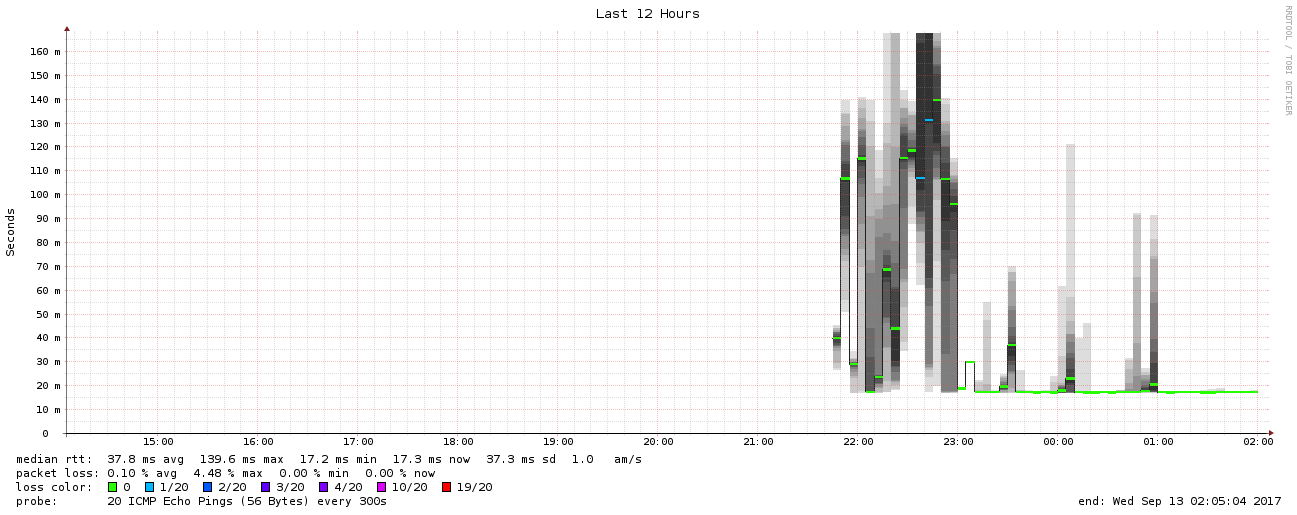 Last 12 Hours
RRDTOOL / TOBI OETIKER
Seconds
160 m
150 m
140 m
130 m
120 m
110 m
100 m
90 m
80 m
70 m
60 m
50 m
40 m
30 m
20 m
10 m
0
15:00 16:00 17:00 18:00 19:00 20:00 21:00 22:00 23:00 00:00 01:00 02:00
median rtt: 37.8 ms avg 139.6 ms max 17.2 ms min 17.3 ms now 37.3 ms sd 1.0 am/s
packet loss: 0.10 % avg 4.48 % max 0.00 % min 0.00 % now
loss color: 0 1/20 2/20 3/20 4/20 10/20 19/20
probe: 20 ICMP Echo Pings (56 Bytes) every 300s end: Wed Sep 13 02:05:04 2017